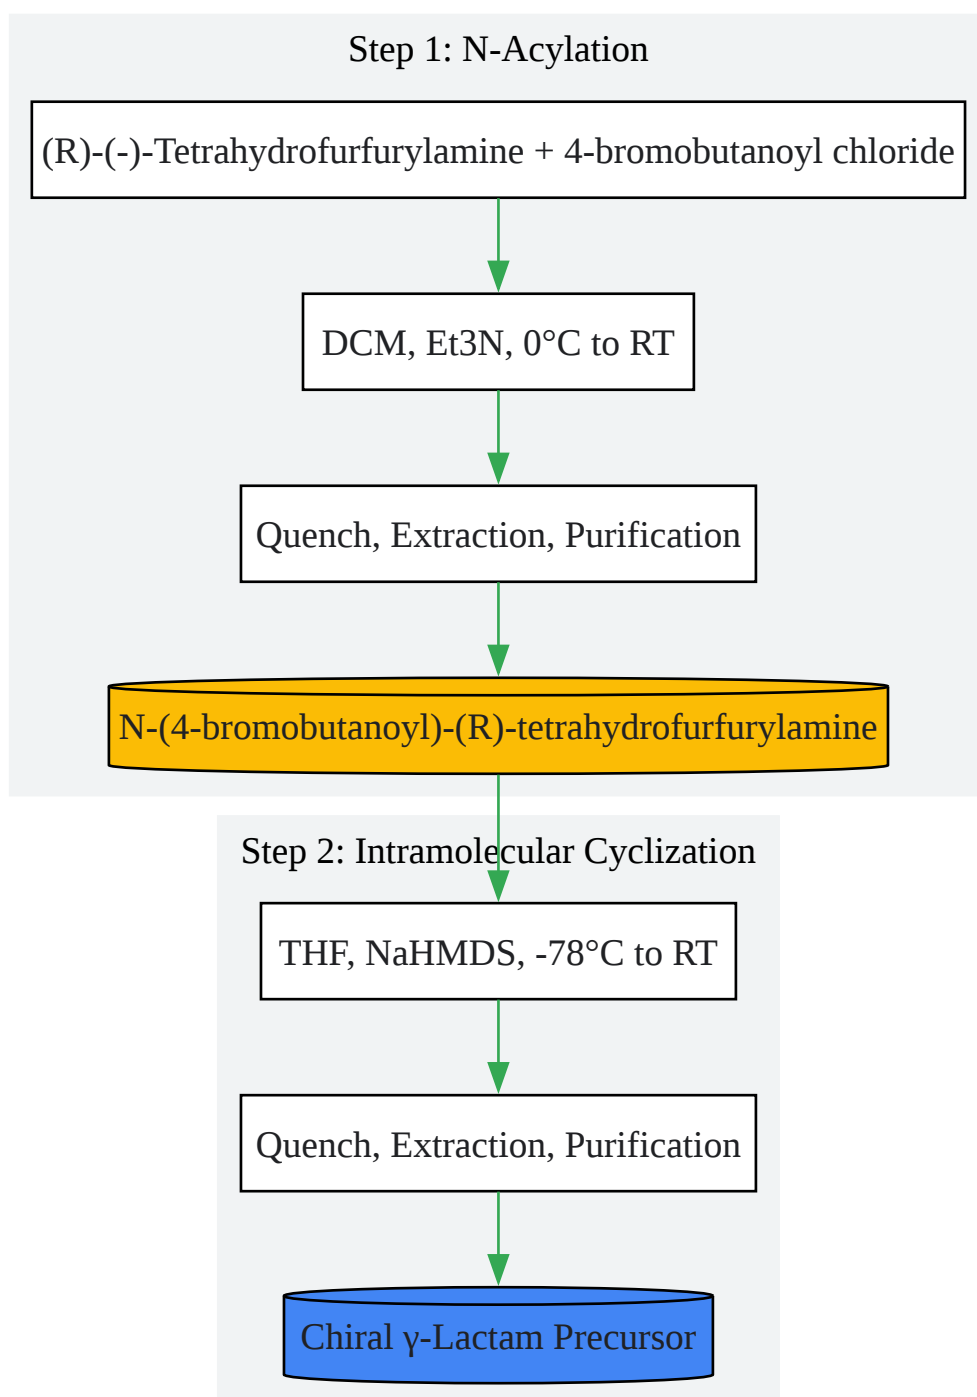 Step 1: N-Acylation
(R)-(-)-Tetrahydrofurfurylamine + 4-bromobutanoyl chloride
DCM, Et3N, 0°C to RT
Quench, Extraction, Purification
N-(4-bromobutanoyl)-(R)-tetrahydrofurfurylamine
Step 2: Intramolecular Cyclization
THF, NaHMDS, -78°C to RT
Quench, Extraction, Purification
Chiral γ-Lactam Precursor